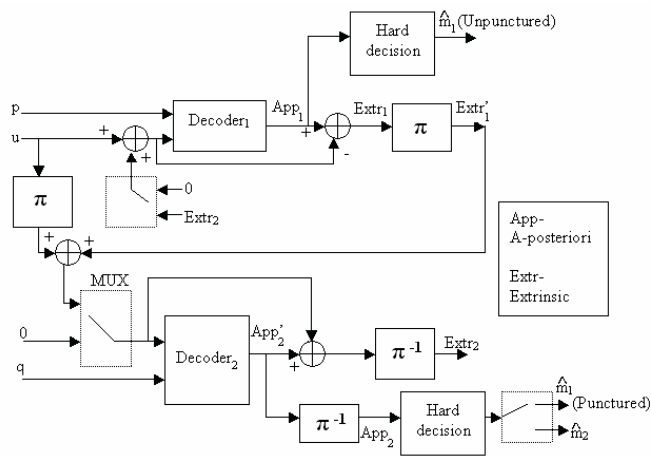 Hard
decision
m̂1 (Unpunctured)
p
Decoder1
App1
Extr1
π
Extr'1
u
+
+
+
-
π
0
Extr2
+
+
App-
A-posteriori
Extr-
Extrinsic
MUX
0
q
Decoder2
App'2
+
π -1
Extr2
π -1
App2
Hard
decision
m̂1
(Punctured)
m̂2